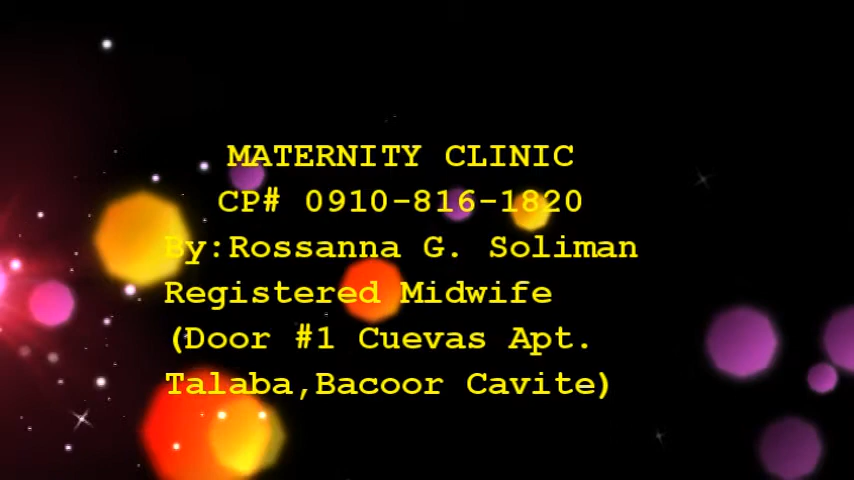 MATERNITY CLINIC
CP# 0910-816-1820
By:Rossanna G. Soliman
Registered Midwife
(Door #1 Cuevas Apt.
Talaba,Bacoor Cavite)